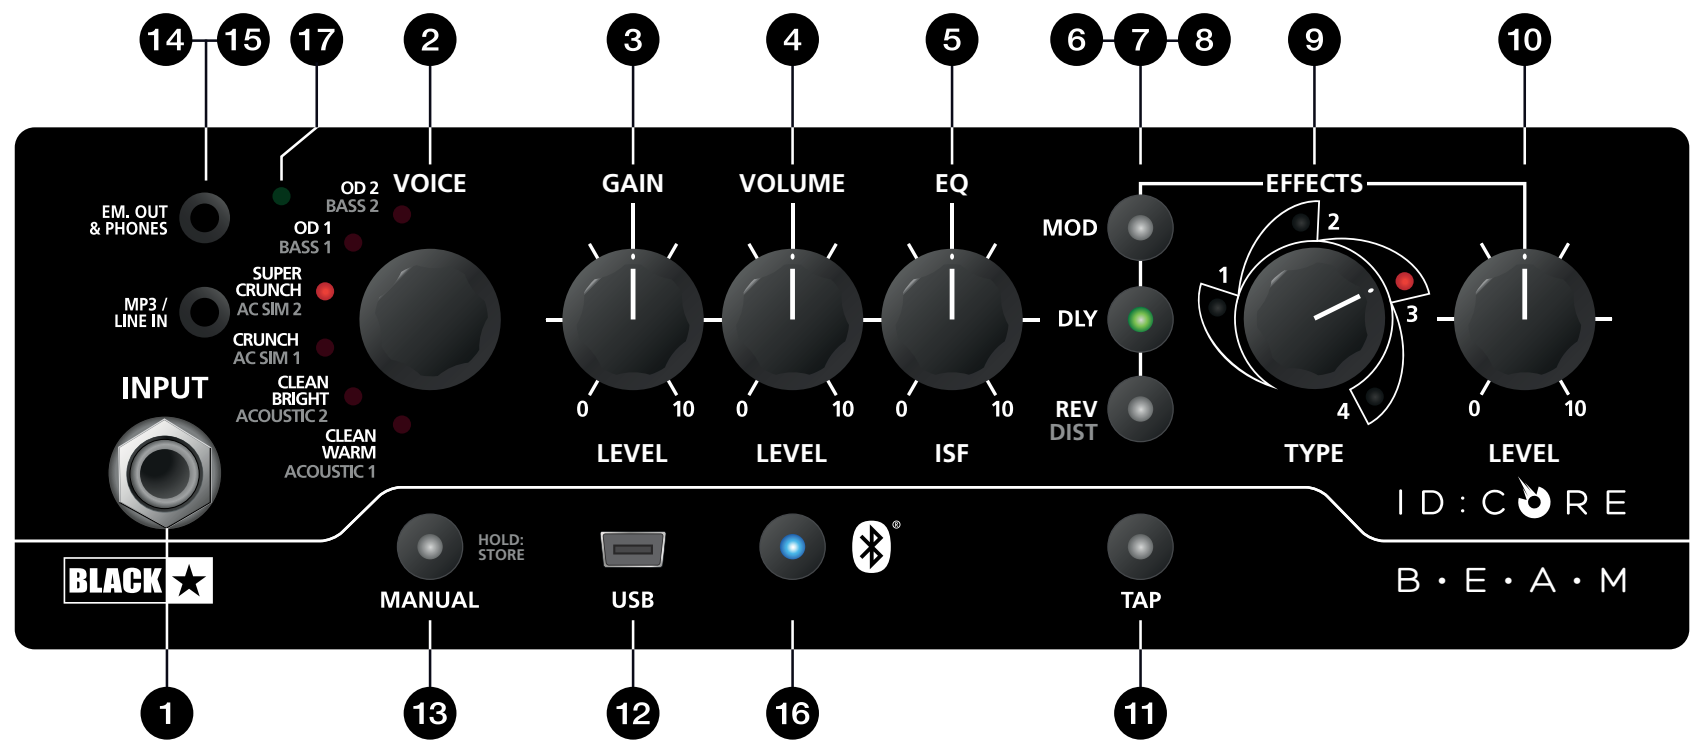 14 15 17 2 3 4 5 6 7 8 9 10
VOICE GAIN VOLUME EQ EFFECTS
EM. OUT
& PHONES
MP3 /
LINE IN
OD 2
BASS 2
OD 1
BASS 1
SUPER
CRUNCH
AC SIM 2
CRUNCH
AC SIM 1
CLEAN
BRIGHT
ACOUSTIC 2
CLEAN
WARM
ACOUSTIC 1
INPUT
0 10
LEVEL
0 10
LEVEL
0 10
ISF
MOD
DLY
REV
DIST
1
2
3
4
TYPE
0 10
LEVEL
ID:CORE
BLACK★
HOLD:
STORE
MANUAL
USB
®
TAP
B·E·A·M
1 13 12 16 11